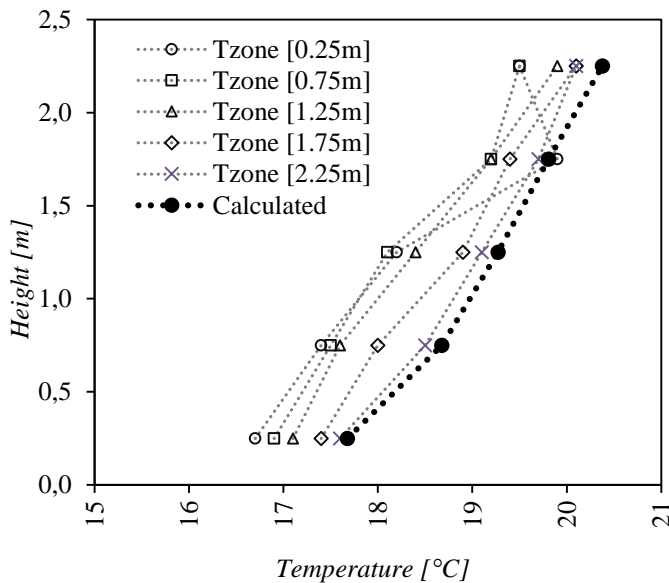 2,5
2,0
1,5
1,0
0,5
0,0
Height [m]
Tzone [0.25m]
Tzone [0.75m]
Tzone [1.25m]
Tzone [1.75m]
Tzone [2.25m]
Calculated
15 16 17 18 19 20 21
Temperature [°C]